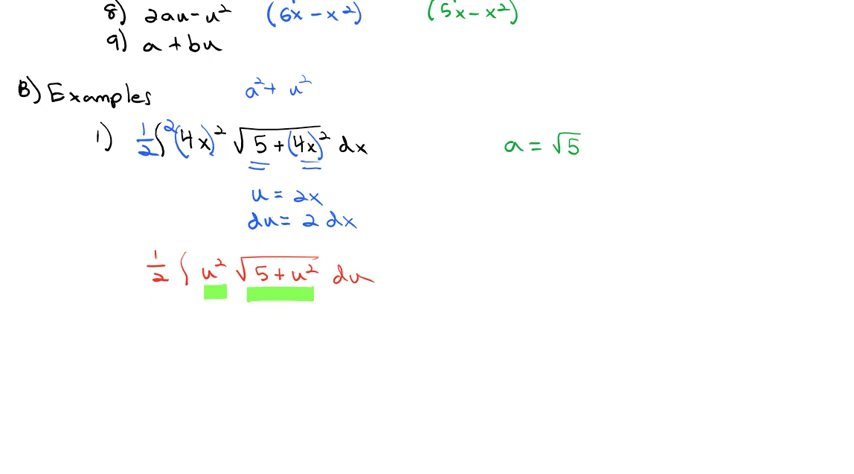 8) 2au - u² (6x - x²) (5x - x²)
9) a + bu
B) Examples a² + u²
1) 1/2 ∫ 2 (4x)² √(5 + (4x)²) dx a = √5
u = 2x
du = 2 dx
1/2 ∫ u² √(5 + u²) du